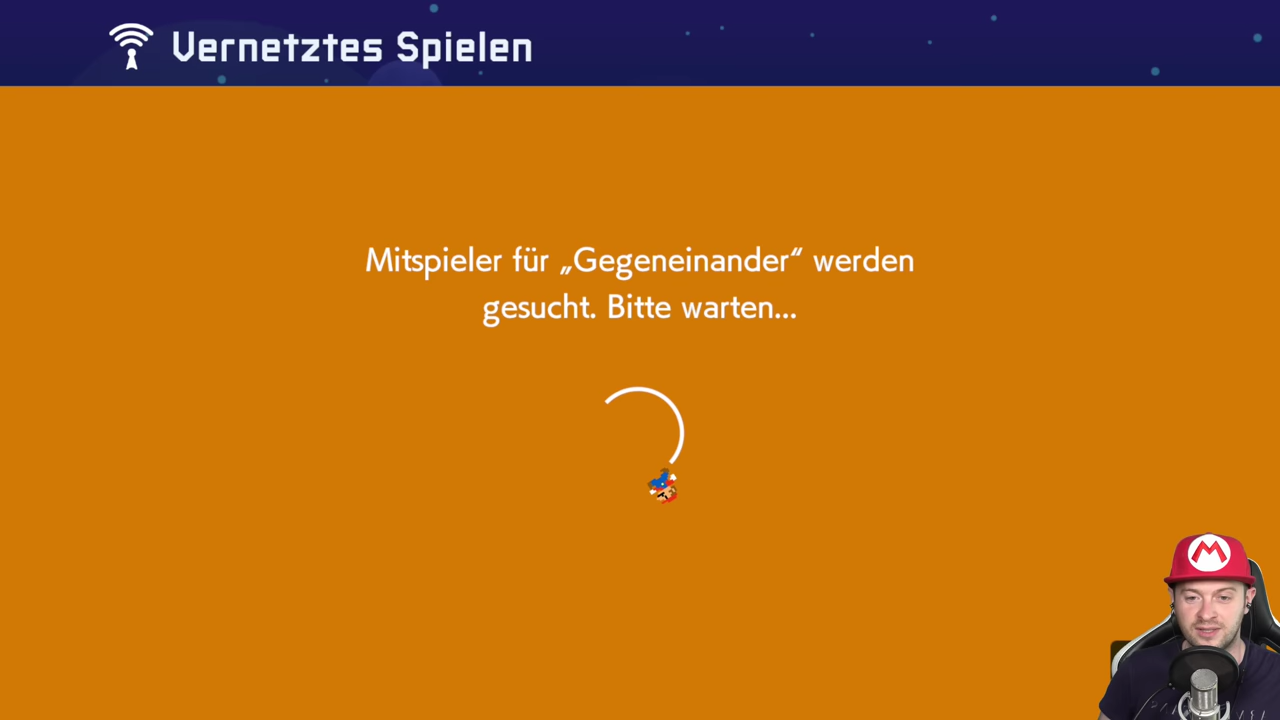 Vernetztes Spielen
Mitspieler für „Gegeneinander“ werden
gesucht. Bitte warten...
M